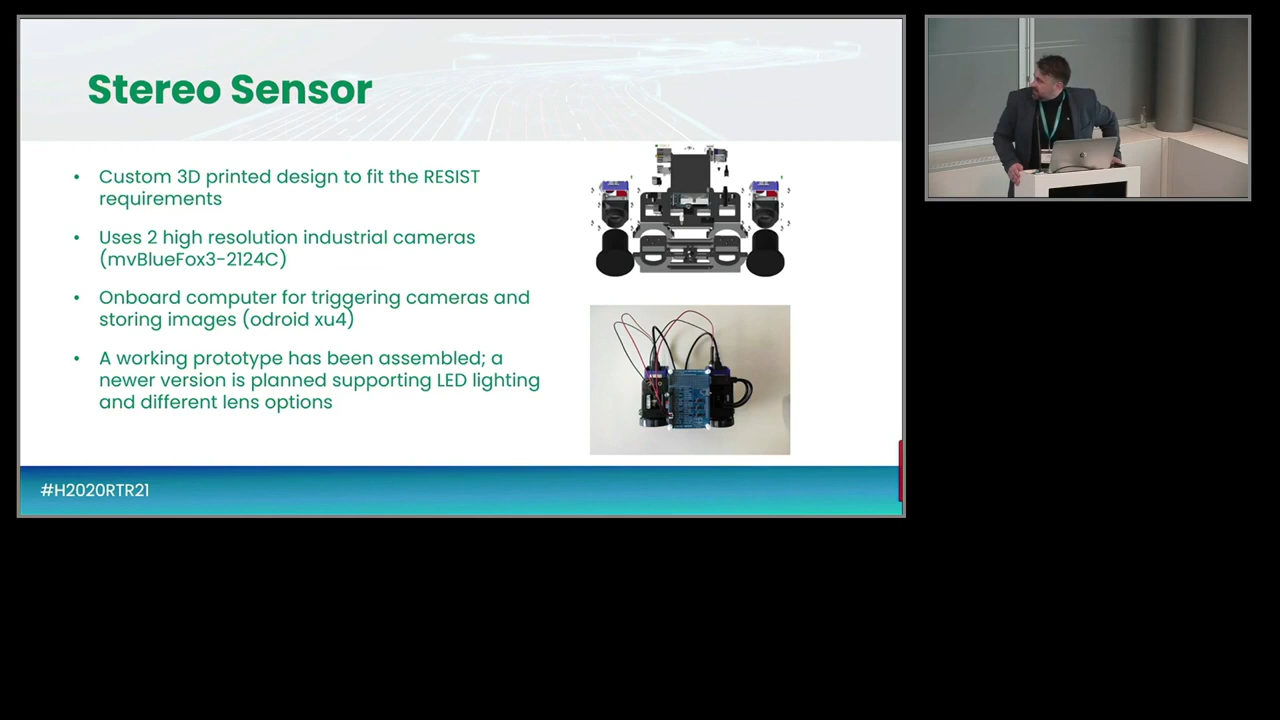 Stereo Sensor
• Custom 3D printed design to fit the RESIST
requirements
• Uses 2 high resolution industrial cameras
(mvBlueFox3-2124C)
• Onboard computer for triggering cameras and
storing images (odroid xu4)
• A working prototype has been assembled; a
newer version is planned supporting LED lighting
and different lens options
#H2020RTR21